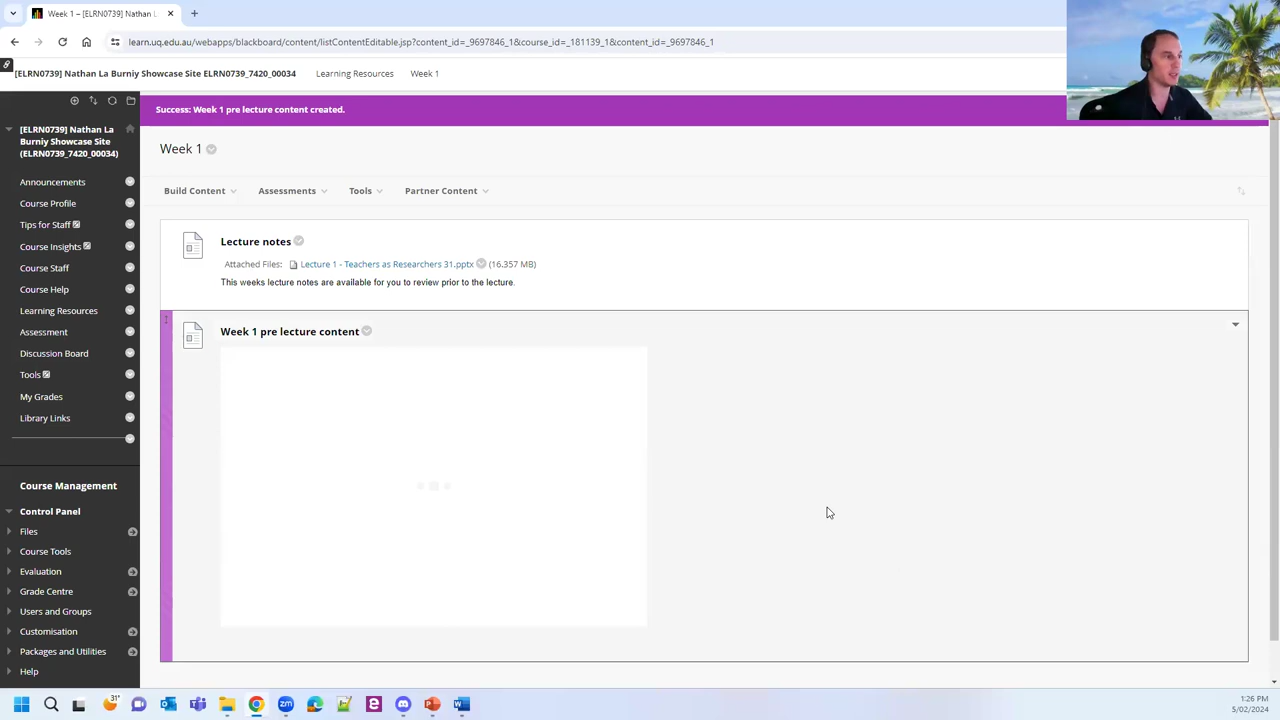 Week 1 – [ELRN0739] Nathan L
learn.uq.edu.au/webapps/blackboard/content/listContentEditable.jsp?content_id=_9697846_1&course_id=_181139_1&content_id=_9697846_1
[ELRN0739] Nathan La Burniy Showcase Site ELRN0739_7420_00034
Learning Resources
Week 1
Success: Week 1 pre lecture content created.
[ELRN0739] Nathan La
Burniy Showcase Site
(ELRN0739_7420_00034)
Announcements
Course Profile
Tips for Staff
Course Insights
Course Staff
Course Help
Learning Resources
Assessment
Discussion Board
Tools
My Grades
Library Links
Course Management
Control Panel
Files
Course Tools
Evaluation
Grade Centre
Users and Groups
Customisation
Packages and Utilities
Help
Week 1
Build Content
Assessments
Tools
Partner Content
Lecture notes
Attached Files: Lecture 1 - Teachers as Researchers 31.pptx (16.357 MB)
This weeks lecture notes are available for you to review prior to the lecture.
Week 1 pre lecture content
31°
zm
1:26 PM
5/02/2024